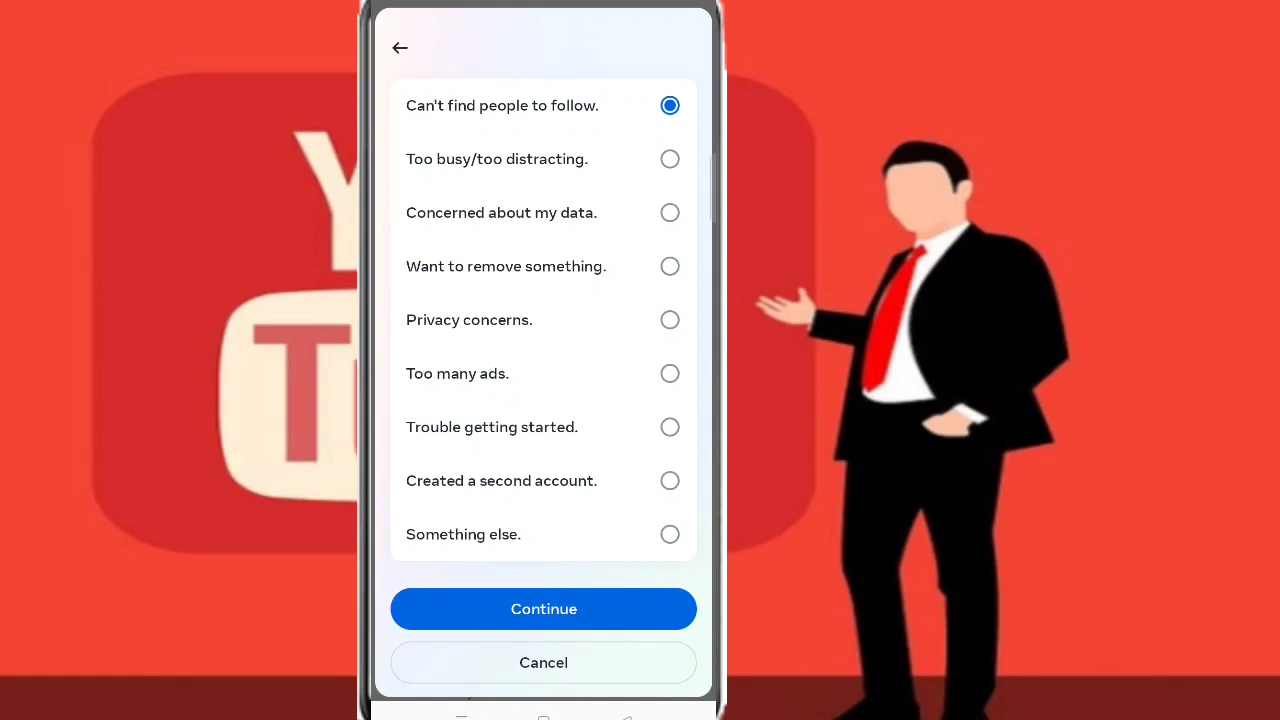 Y
T
Can't find people to follow.
Too busy/too distracting.
Concerned about my data.
Want to remove something.
Privacy concerns.
Too many ads.
Trouble getting started.
Created a second account.
Something else.
Continue
Cancel